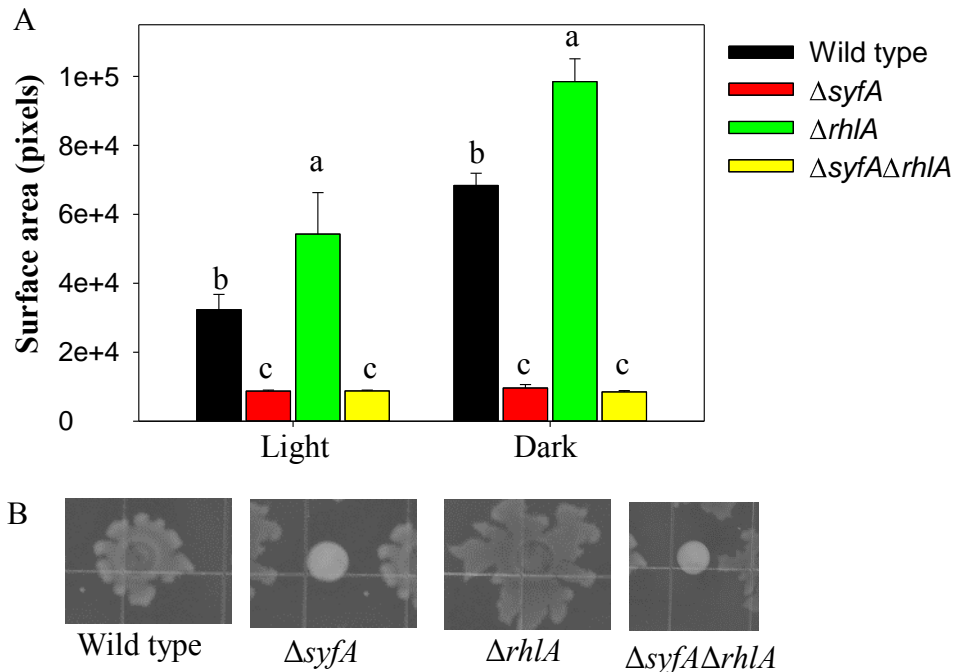 A
Surface area (pixels)
1e+5
8e+4
6e+4
4e+4
2e+4
0
b
c
a
c
b
c
a
c
Light
Dark
Wild type
ΔsyfA
ΔrhlA
ΔsyfAΔrhlA
B
Wild type
ΔsyfA
ΔrhlA
ΔsyfAΔrhlA